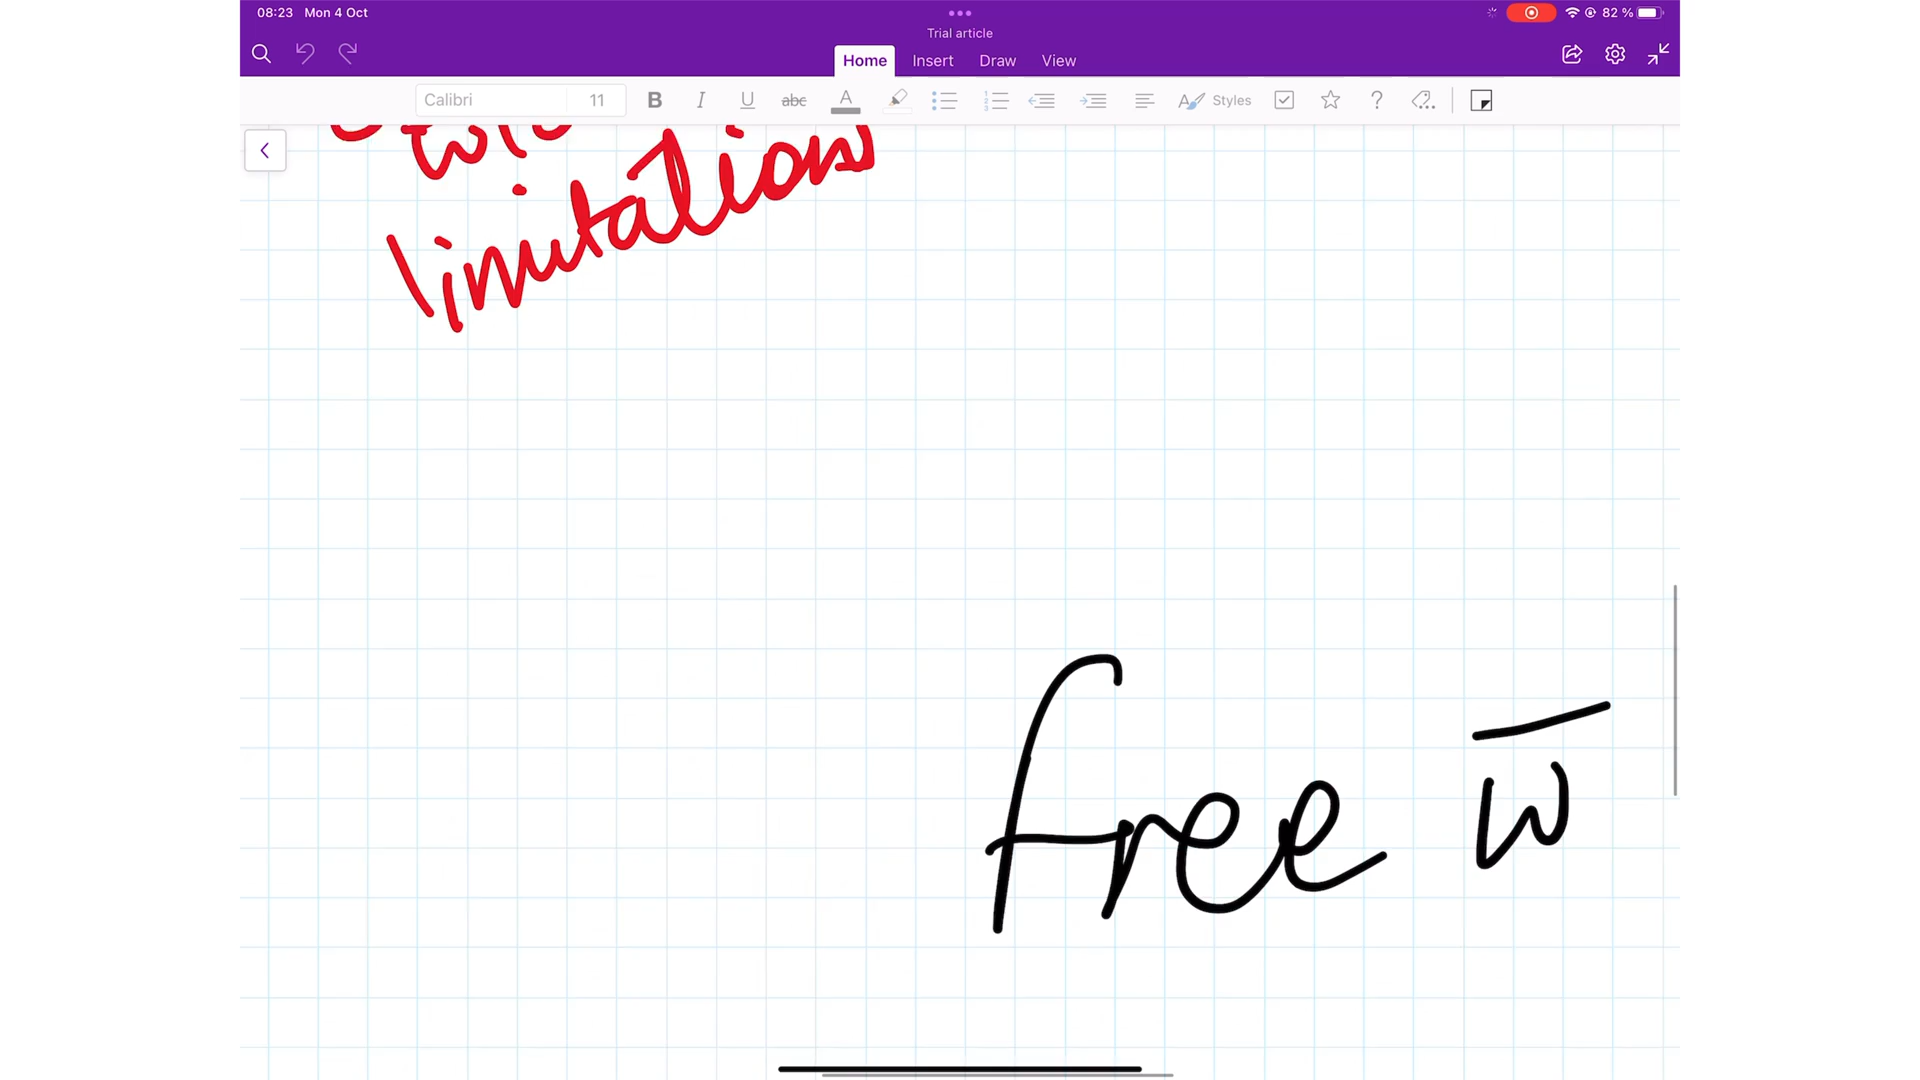 08:23 Mon 4 Oct 82 %
Trial article
Home Insert Draw View
Calibri 11 B I U abc A Styles
limitations
free w̅